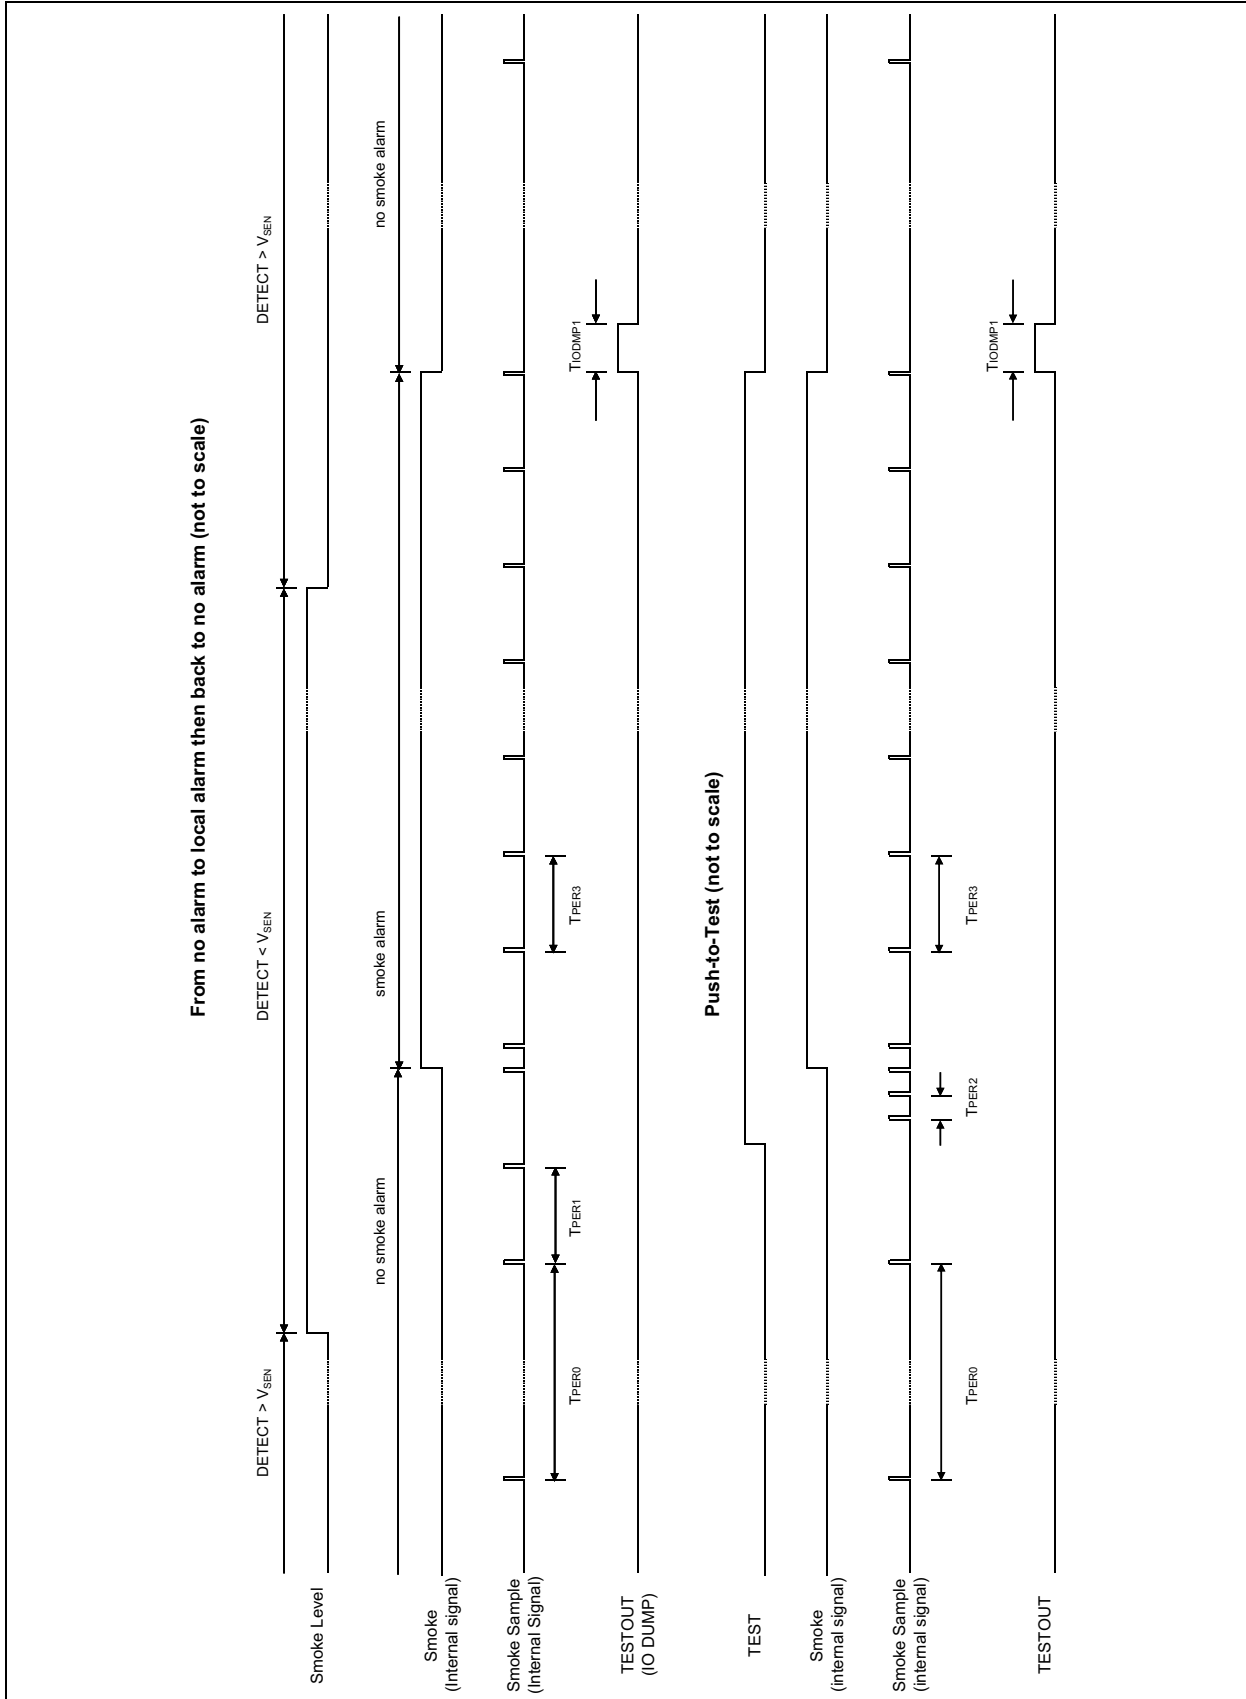 From no alarm to local alarm then back to no alarm (not to scale)
DETECT > VSEN
DETECT < VSEN
DETECT > VSEN
Smoke Level
no smoke alarm
smoke alarm
no smoke alarm
Smoke
(Internal signal)
Smoke Sample
(Internal Signal)
TPER0
TPER1
TPER3
TIODMP1
TESTOUT
(IO DUMP)
Push-to-Test (not to scale)
TEST
Smoke
(internal signal)
Smoke Sample
(internal signal)
TPER0
TPER2
TPER3
TIODMP1
TESTOUT